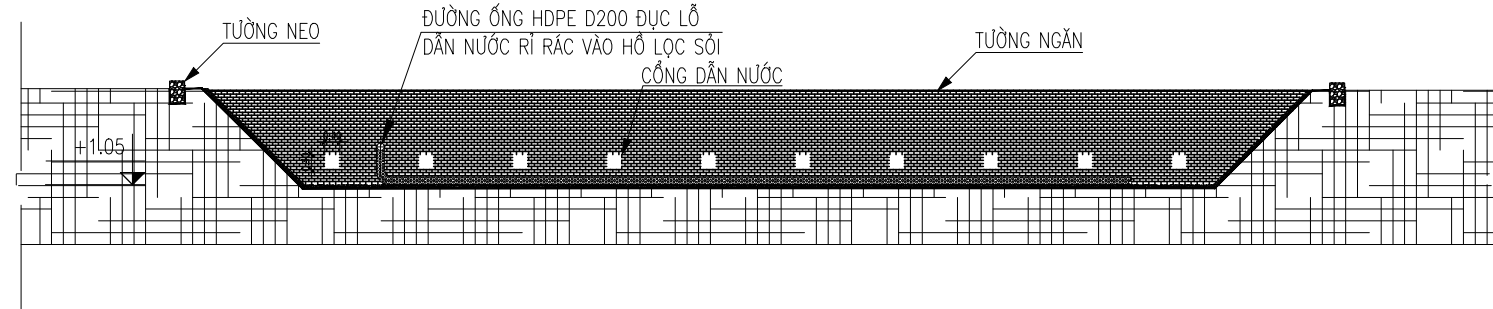 TƯỜNG NEO
ĐƯỜNG ỐNG HDPE D200 ĐỤC LỖ
DẪN NƯỚC RỈ RÁC VÀO HỒ LỌC SỎI
CỔNG DẪN NƯỚC
TƯỜNG NGĂN
+1.05